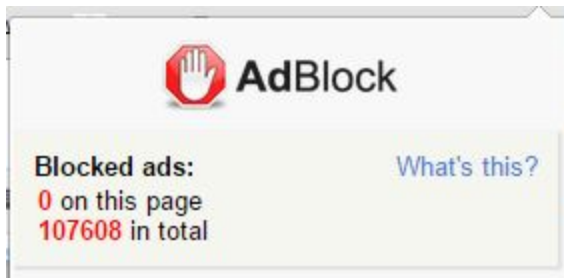 AdBlock
Blocked ads: What's this?
0 on this page
107608 in total